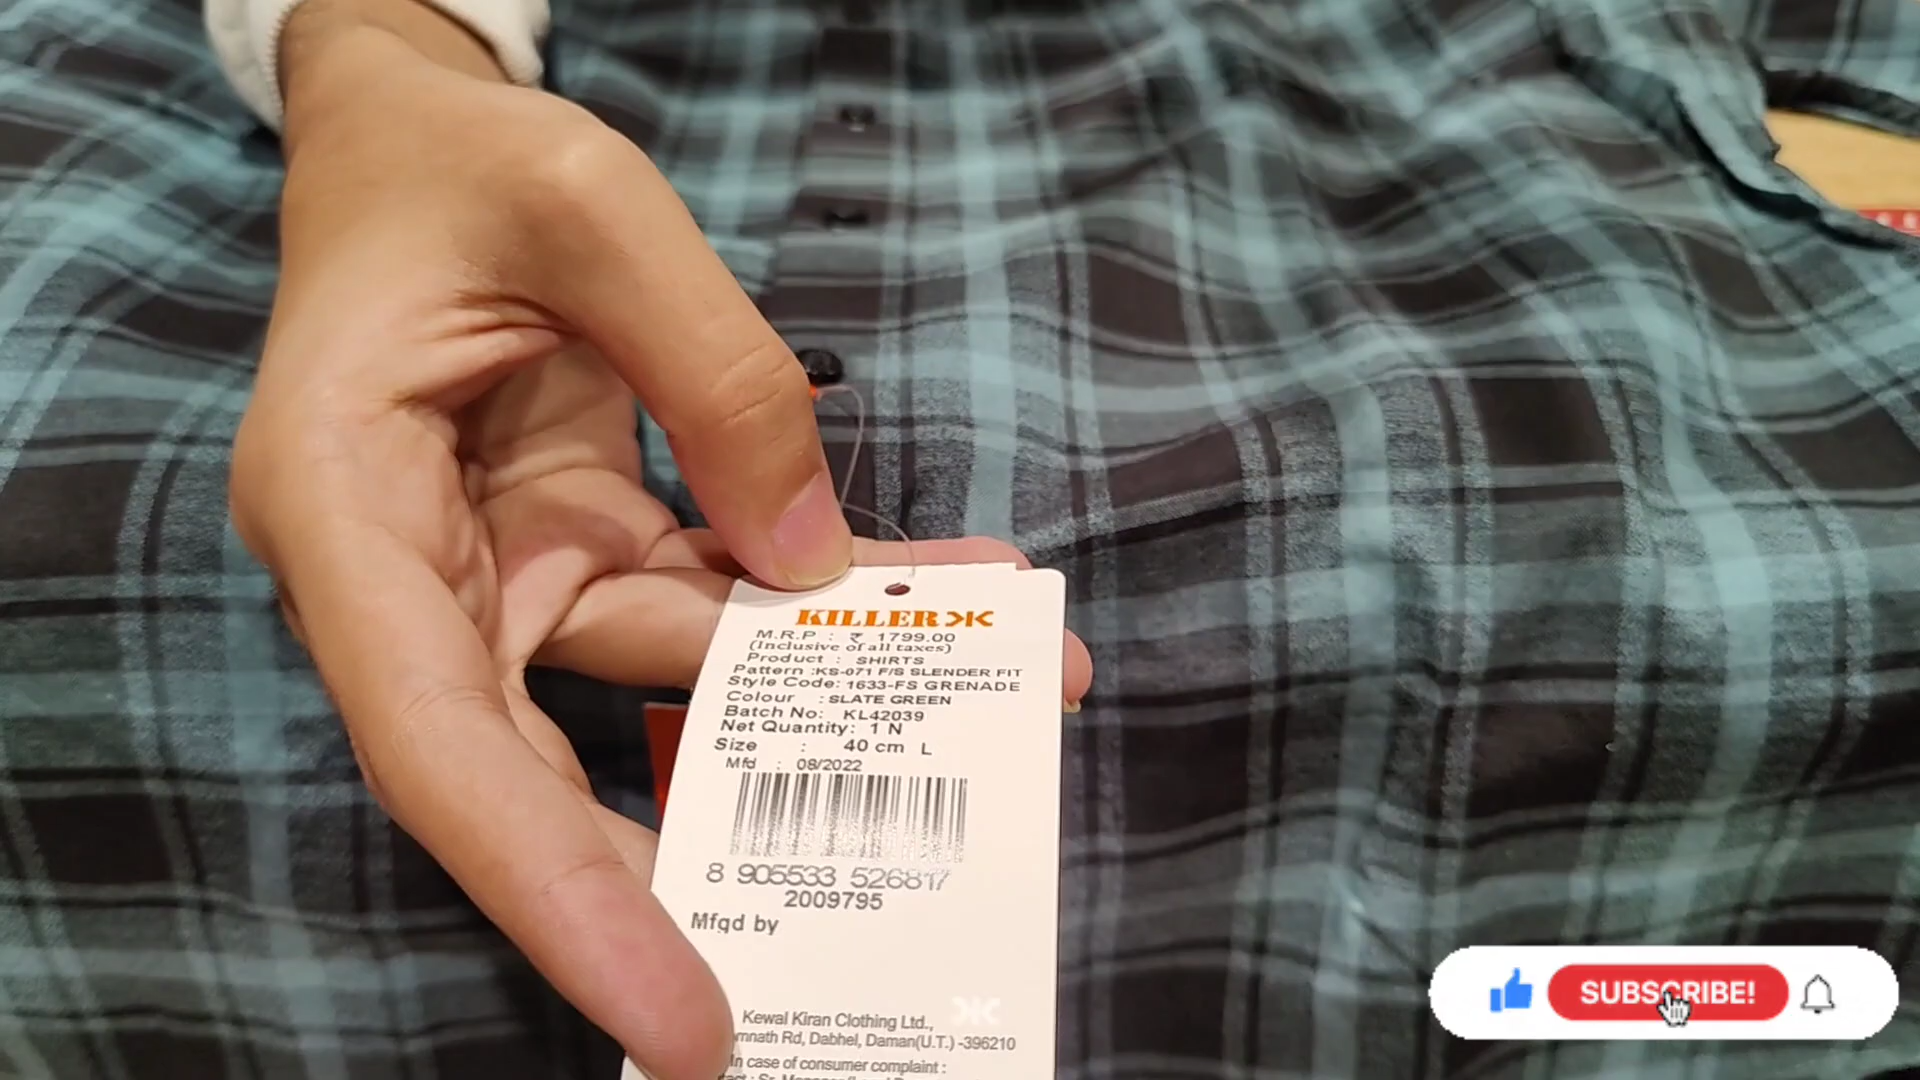 KILLER
M.R.P : ₹ 1799.00
(Inclusive of all taxes)
Product : SHIRTS
Pattern :KS-071 F/S SLENDER FIT
Style Code: 1633-FS GRENADE
Colour : SLATE GREEN
Batch No: KL42039
Net Quantity: 1 N
Size : 40 cm L
Mfd : 08/2022
8 905533 526817
2009795
Mfgd by
Kewal Kiran Clothing Ltd.,
Rd, Dabhel, Daman(U.T.) -396210
In case of consumer complaint :
SUBSCRIBE!